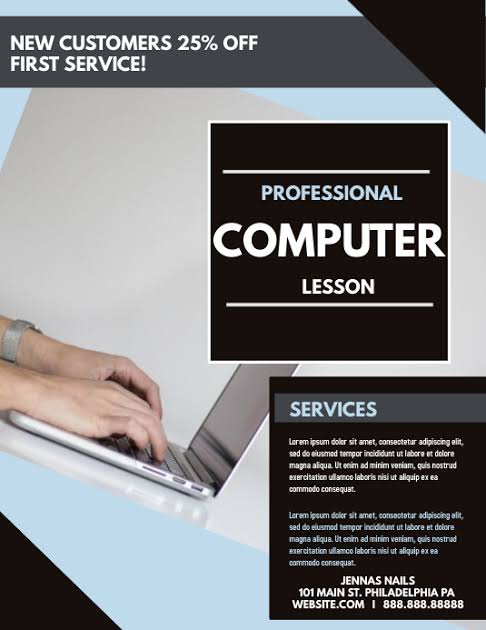 NEW CUSTOMERS 25% OFF
FIRST SERVICE!
PROFESSIONAL
COMPUTER
LESSON
SERVICES
Lorem ipsum dolor sit amet, consectetur adipiscing elit,
sed do eiusmod tempor incididunt ut labore et dolore
magna aliqua. Ut enim ad minim veniam, quis nostrud
exercitation ullamco laboris nisi ut aliquip ex ea
commodo consequat.
Lorem ipsum dolor sit amet, consectetur adipiscing elit,
sed do eiusmod tempor incididunt ut labore et dolore
magna aliqua. Ut enim ad minim veniam, quis nostrud
exercitation ullamco laboris nisi ut aliquip ex ea
commodo consequat.
JENNAS NAILS
101 MAIN ST. PHILADELPHIA PA
WEBSITE.COM I 888.888.88888